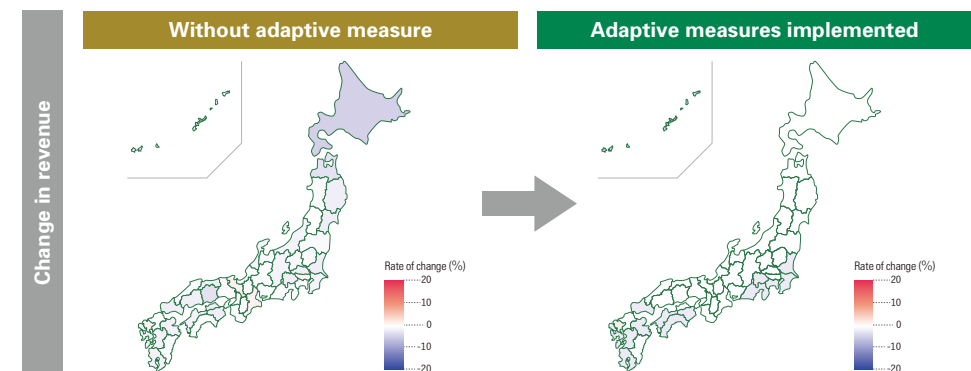 Without adaptive measure
Adaptive measures implemented
Change in revenue
Rate of change (%)
20
10
0
-10
-20
Rate of change (%)
20
10
0
-10
-20